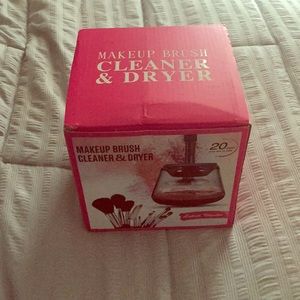 MAKEUP BRUSH
CLEANER
& DRYER
MAKEUP BRUSH
CLEANER & DRYER
20